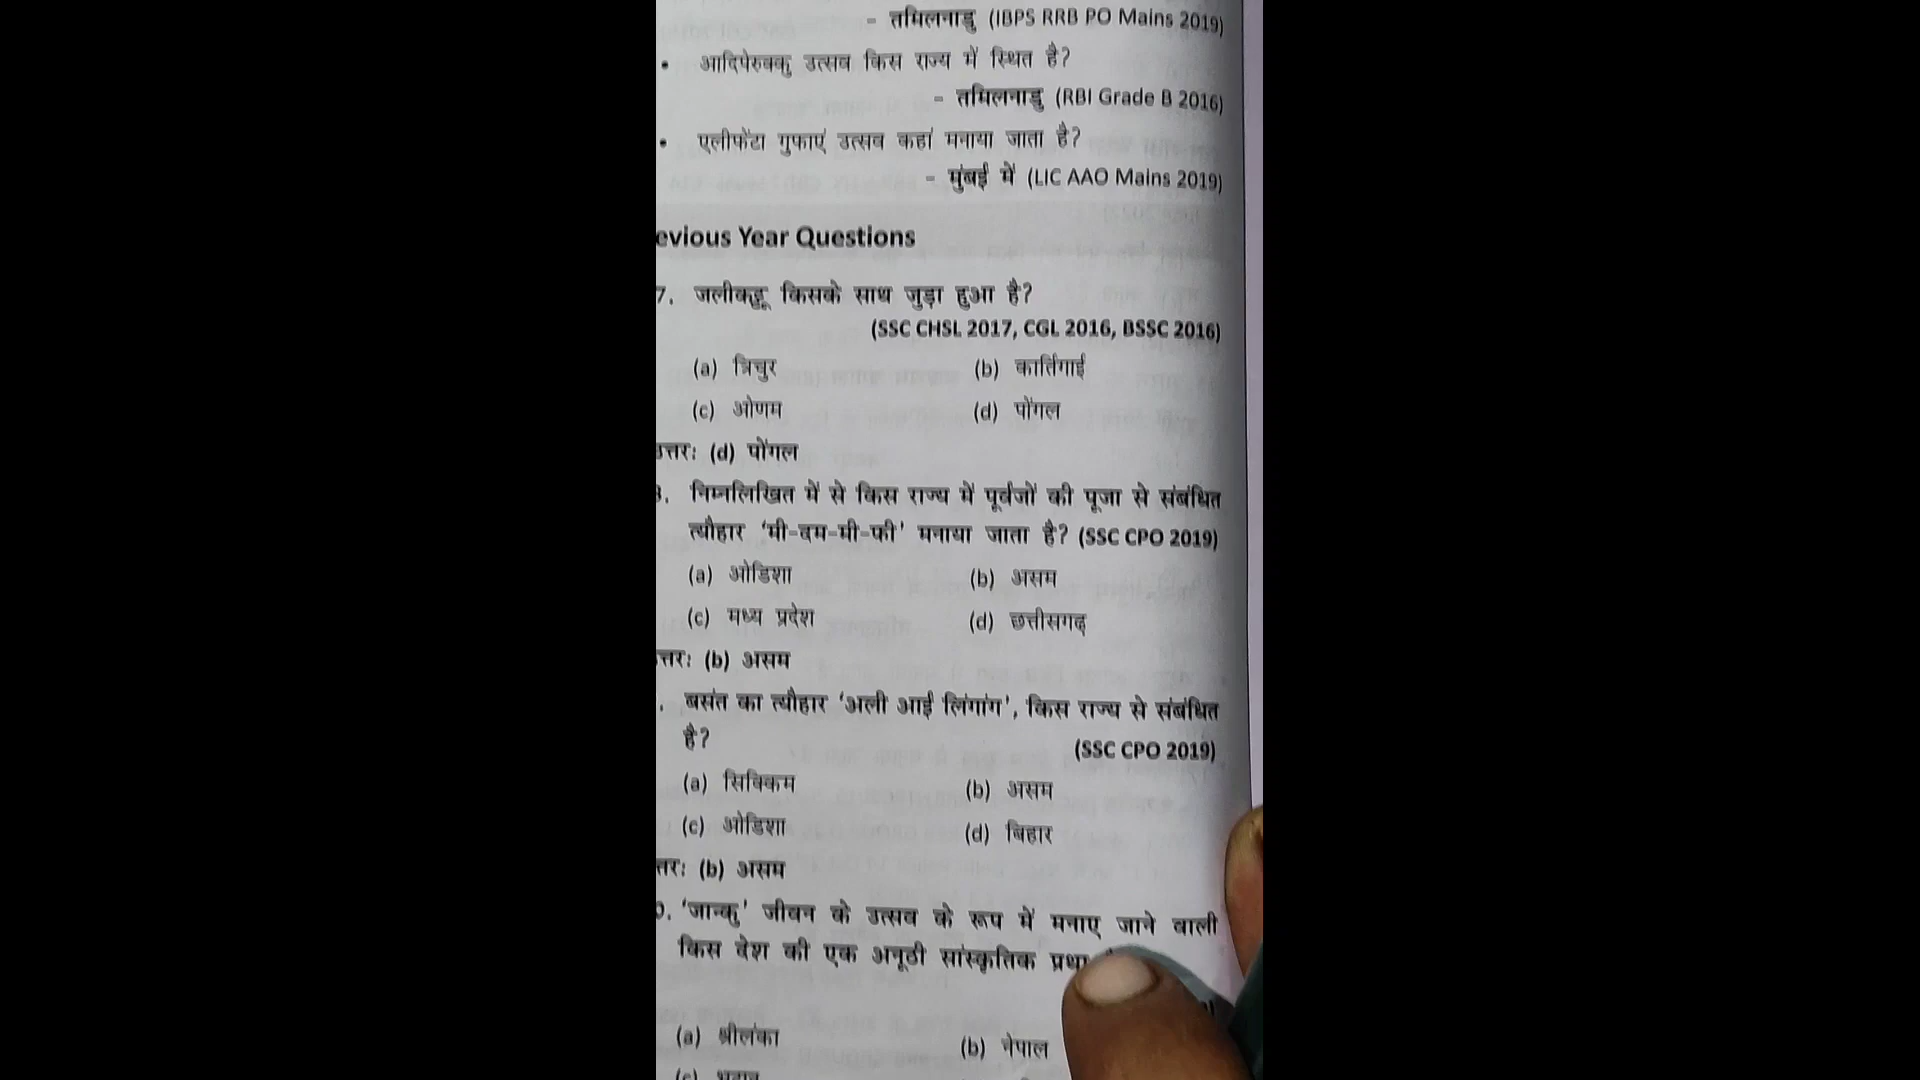 - तमिलनाडु (IBPS RRB PO Mains 2019)
• आदिपेरुक्कु उत्सव किस राज्य में स्थित है?
- तमिलनाडु (RBI Grade B 2016)
• एलीफेंटा गुफाएं उत्सव कहां मनाया जाता है?
- मुंबई में (LIC AAO Mains 2019)
evious Year Questions
7. जलीकट्टू किसके साथ जुड़ा हुआ है?
(SSC CHSL 2017, CGL 2016, BSSC 2016)
(a) त्रिचुर (b) कार्तिगाई
(c) ओणम (d) पोंगल
उत्तर: (d) पोंगल
8. निम्नलिखित में से किस राज्य में पूर्वजों की पूजा से संबंधित
त्यौहार 'मी-दम-मी-फी' मनाया जाता है? (SSC CPO 2019)
(a) ओडिशा (b) असम
(c) मध्य प्रदेश (d) छत्तीसगढ़
त्तर: (b) असम
. बसंत का त्यौहार 'अली आई लिंगांग', किस राज्य से संबंधित
है? (SSC CPO 2019)
(a) सिक्किम (b) असम
(c) ओडिशा (d) बिहार
त्तर: (b) असम
0. 'जान्कु' जीवन के उत्सव के रूप में मनाए जाने वाली
किस देश की एक अनूठी सांस्कृतिक प्रथा
(a) श्रीलंका (b) नेपाल
(c)